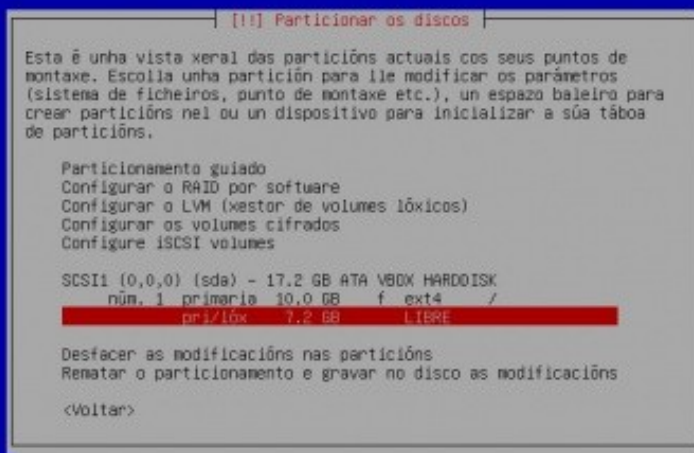 [!!] Particionar os discos
Esta é unha vista xeral das particións actuais cos seus puntos de
montaxe. Escolla unha partición para lle modificar os parámetros
(sistema de ficheiros, punto de montaxe etc.), un espazo baleiro para
crear particións nel ou un dispositivo para inicializar a súa táboa
de particións.
Particionamento guiado
Configurar o RAID por software
Configurar o LVM (xestor de volumes lóxicos)
Configurar os volumes cifrados
Configure iSCSI volumes
SCSI1 (0,0,0) (sda) - 17.2 GB ATA VBOX HARDDISK
núm. 1 primaria 10.0 GB f ext4 /
pri/lóx 7.2 GB LIBRE
Desfacer as modificacións nas particións
Rematar o particionamento e gravar no disco as modificacións
<Voltar>